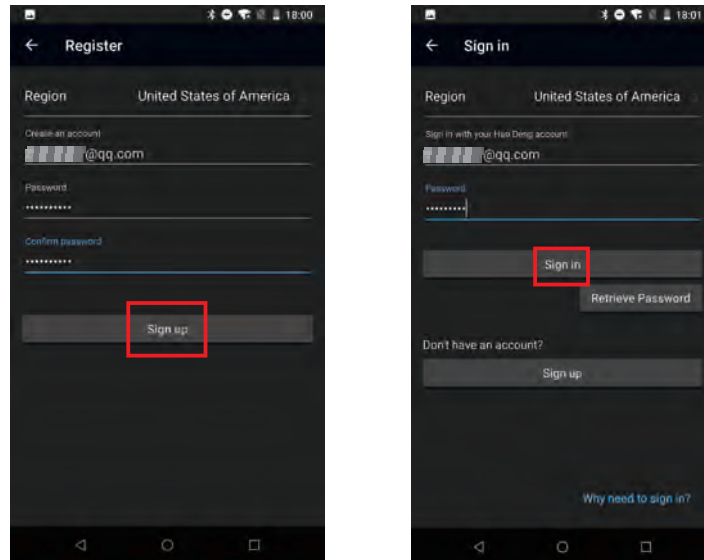 18:00
Register
Region United States of America
Create an account
@qq.com
Password
Confirm password
Sign up
18:01
Sign in
Region United States of America
Sign in with your Hao Deng account
@qq.com
Password
Sign in
Retrieve Password
Don't have an account?
Sign up
Why need to sign in?